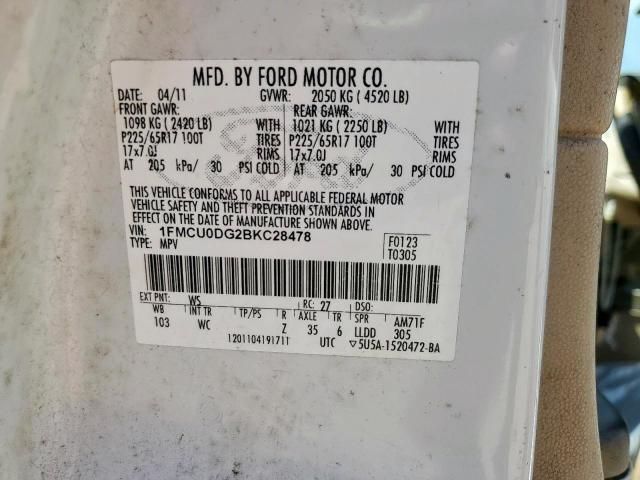 MFD. BY FORD MOTOR CO.
DATE: 04/11 GVWR: 2050 KG ( 4520 LB)
FRONT GAWR: REAR GAWR:
1098 KG (2420 LB) WITH 1021 KG ( 2250 LB) WITH
P225/65R17 100T TIRES P225/65R17 100T TIRES
17x7.0J RIMS 17x7.0J RIMS
AT 205 kPa/ 30 PSI COLD AT 205 kPa/ 30 PSI COLD
THIS VEHICLE CONFORMS TO ALL APPLICABLE FEDERAL MOTOR
VEHICLE SAFETY AND THEFT PREVENTION STANDARDS IN
EFFECT ON THE DATE OF MANUFACTURE SHOWN ABOVE.
VIN: 1FMCU0DG2BKC28478 F0123
TYPE: MPV T0305
EXT PNT: WS RC: 27 DSO:
WB INT TR TP/PS R AXLE TR SPR AM71F
103 WC Z 35 6 LLDD 305
1201104191711 UTC ▽5U5A-1520472-BA